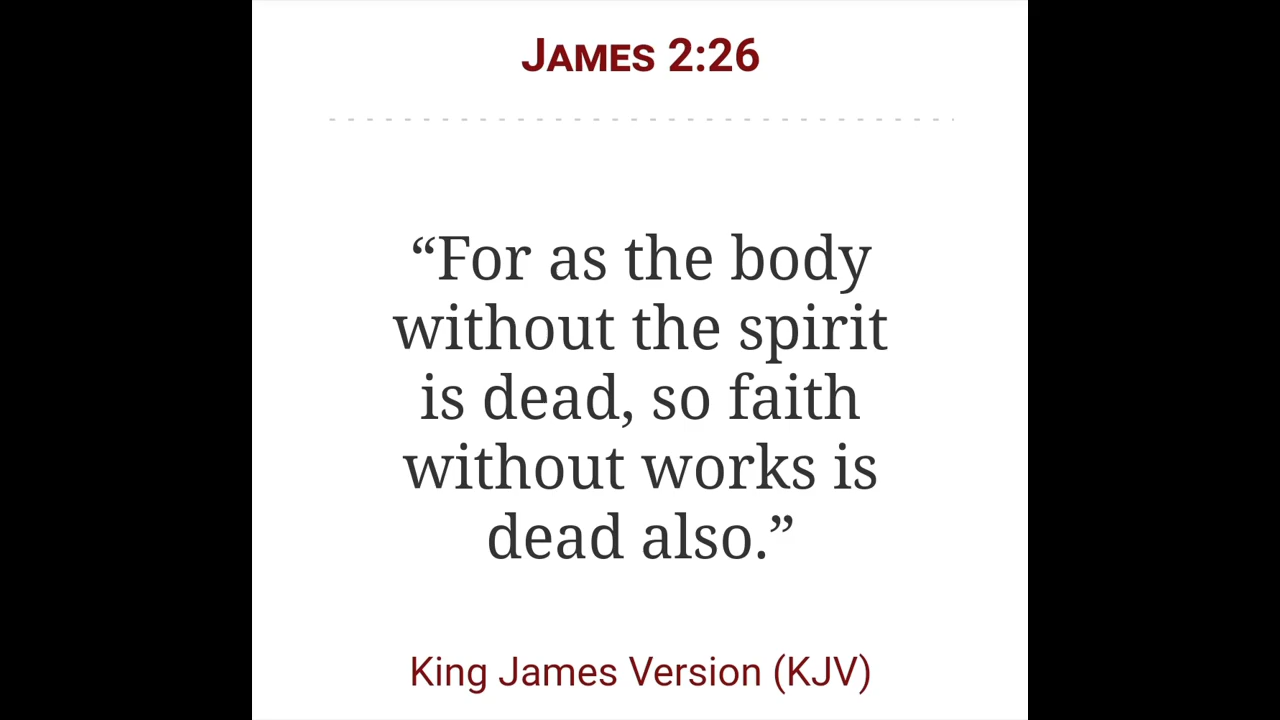 JAMES 2:26
“For as the body
without the spirit
is dead, so faith
without works is
dead also.”
King James Version (KJV)